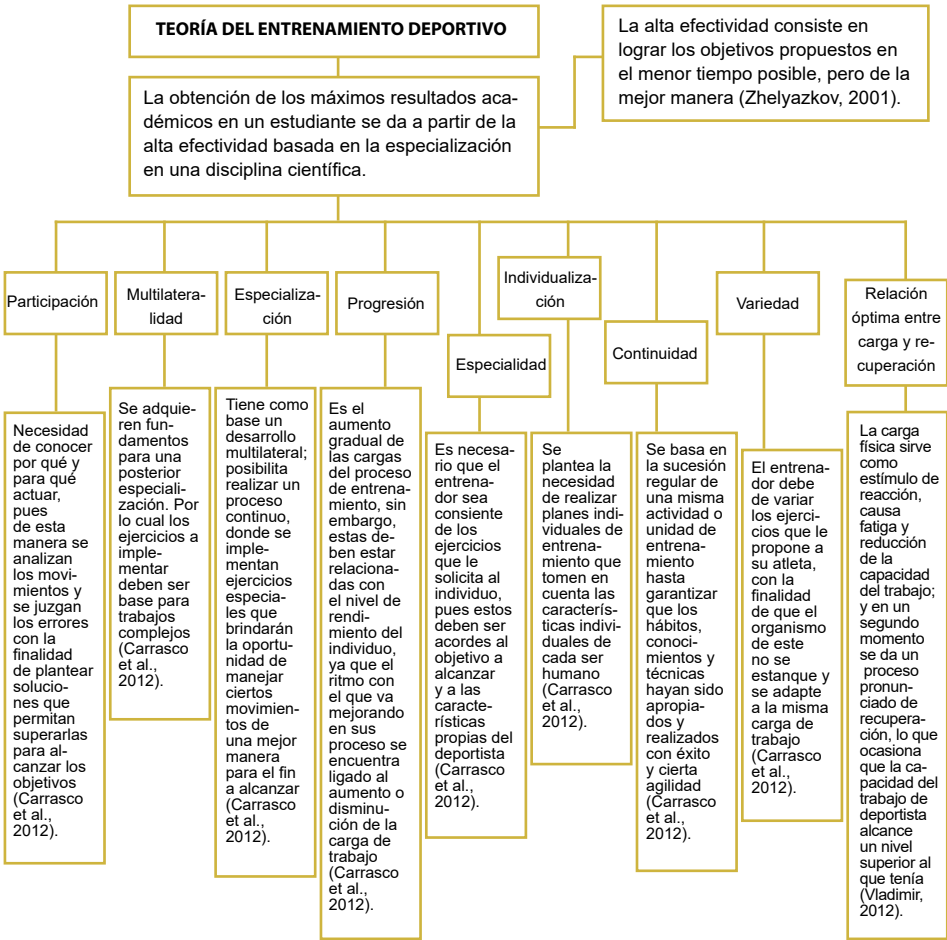 TEORÍA DEL ENTRENAMIENTO DEPORTIVO
La alta efectividad consiste en
lograr los objetivos propuestos en
el menor tiempo posible, pero de la
mejor manera (Zhelyazkov, 2001).
La obtención de los máximos resultados aca-
démicos en un estudiante se da a partir de la
alta efectividad basada en la especialización
en una disciplina científica.
Participación
Necesidad
de conocer
por qué y
para qué
actuar,
pues
de esta
manera se
analizan
los movi-
mientos y
se juzgan
los errores
con la
finalidad
de plantear
solucio-
nes que
permitan
superarlas
para al-
canzar los
objetivos
(Carrasco
et al.,
2012).
Multilatera-
lidad
Se adquie-
ren fun-
damentos
para una
posterior
especiali-
zación. Por
lo cual los
ejercicios a
imple-
mentar
deben ser
base para
trabajos
complejos
(Carrasco
et al.,
2012).
Especializa-
ción
Tiene como
base un
desarrollo
multilateral;
posibilita
realizar un
proceso
continuo,
donde se
imple-
mentan
ejercicios
especia-
les que
brindarán
la oportu-
nidad de
manejar
ciertos
movimien-
tos de
una mejor
manera
para el fin
a alcanzar
(Carrasco
et al.,
2012).
Progresión
Es el
aumento
gradual de
las cargas
del proceso
de entrena-
miento, sin
embargo,
estas de-
ben estar
relaciona-
das con
el nivel de
rendi-
miento del
individuo,
ya que el
ritmo con
el que va
mejorando
en sus
proceso se
encuentra
ligado al
aumento o
disminu-
ción de la
carga de
trabajo
(Carrasco
et al.,
2012).
Especialidad
Es necesa-
rio que el
entrena-
dor sea
consiente
de los
ejercicios
que le
solicita al
individuo,
pues estos
deben ser
acordes al
objetivo a
alcanzar
y a las
caracte-
rísticas
propias del
deportista
(Carrasco
et al.,
2012).
Individualiza-
ción
Se
plantea la
necesidad
de realizar
planes indi-
viduales de
entrena-
miento que
tomen en
cuenta las
caracterís-
ticas indivi-
duales de
cada ser
humano
(Carrasco
et al.,
2012).
Continuidad
Se basa en
la sucesión
regular de
una misma
actividad o
unidad de
entrena-
miento
hasta
garantizar
que los
hábitos,
conoci-
mientos y
técnicas
hayan sido
apropia-
dos y
realizados
con éxito
y cierta
agilidad
(Carrasco
et al.,
2012).
Variedad
El entrena-
dor debe
de variar
los ejerci-
cios que le
propone a
su atleta,
con la
finalidad
de que el
organismo
de este
no se
estanque y
se adapte
a la misma
carga de
trabajo
(Carrasco
et al.,
2012).
Relación
óptima entre
carga y re-
cuperación
La carga
física sirve
como
estímulo de
reacción,
causa
fatiga y
reducción
de la
capacidad
del trabajo;
y en un
segundo
momento
se da un
proceso
pronun-
ciado de
recupera-
ción, lo que
ocasiona
que la ca-
pacidad del
trabajo de
deportista
alcance
un nivel
superior al
que tenía
(Vladimir,
2012).